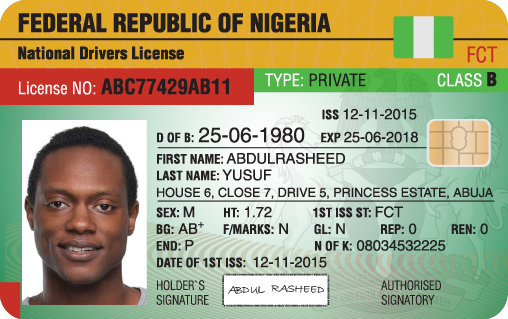 FEDERAL REPUBLIC OF NIGERIA
National Drivers License
FCT
License NO: ABC77429AB11
TYPE: PRIVATE
CLASS B
ISS 12-11-2015
D OF B: 25-06-1980 EXP 25-06-2018
FIRST NAME: ABDULRASHEED
LAST NAME: YUSUF
HOUSE 6, CLOSE 7, DRIVE 5, PRINCESS ESTATE, ABUJA
SEX: M HT: 1.72 1ST ISS ST: FCT
BG: AB+ F/MARKS: N GL: N REP: 0 REN: 0
END: P N OF K: 08034532225
DATE OF 1ST ISS: 12-11-2015
HOLDER`S SIGNATURE
ABDUL RASHEED
AUTHORISED SIGNATORY